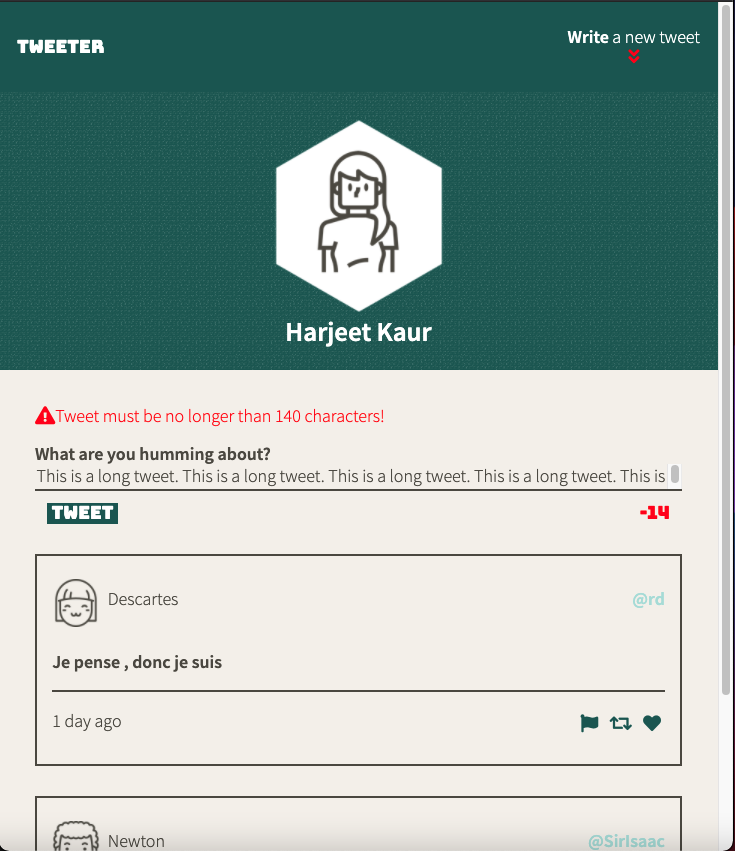 TWEETER
Write a new tweet
Harjeet Kaur
Tweet must be no longer than 140 characters!
What are you humming about?
This is a long tweet. This is a long tweet. This is a long tweet. This is a long tweet. This is
TWEET
-14
Descartes
@rd
Je pense , donc je suis
1 day ago
Newton
@SirIsaac